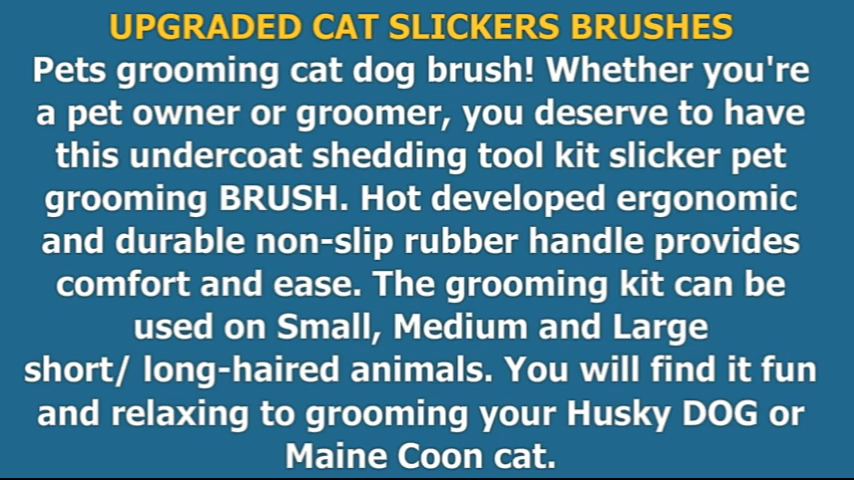 UPGRADED CAT SLICKERS BRUSHES
Pets grooming cat dog brush! Whether you're
a pet owner or groomer, you deserve to have
this undercoat shedding tool kit slicker pet
grooming BRUSH. Hot developed ergonomic
and durable non-slip rubber handle provides
comfort and ease. The grooming kit can be
used on Small, Medium and Large
short/ long-haired animals. You will find it fun
and relaxing to grooming your Husky DOG or
Maine Coon cat.